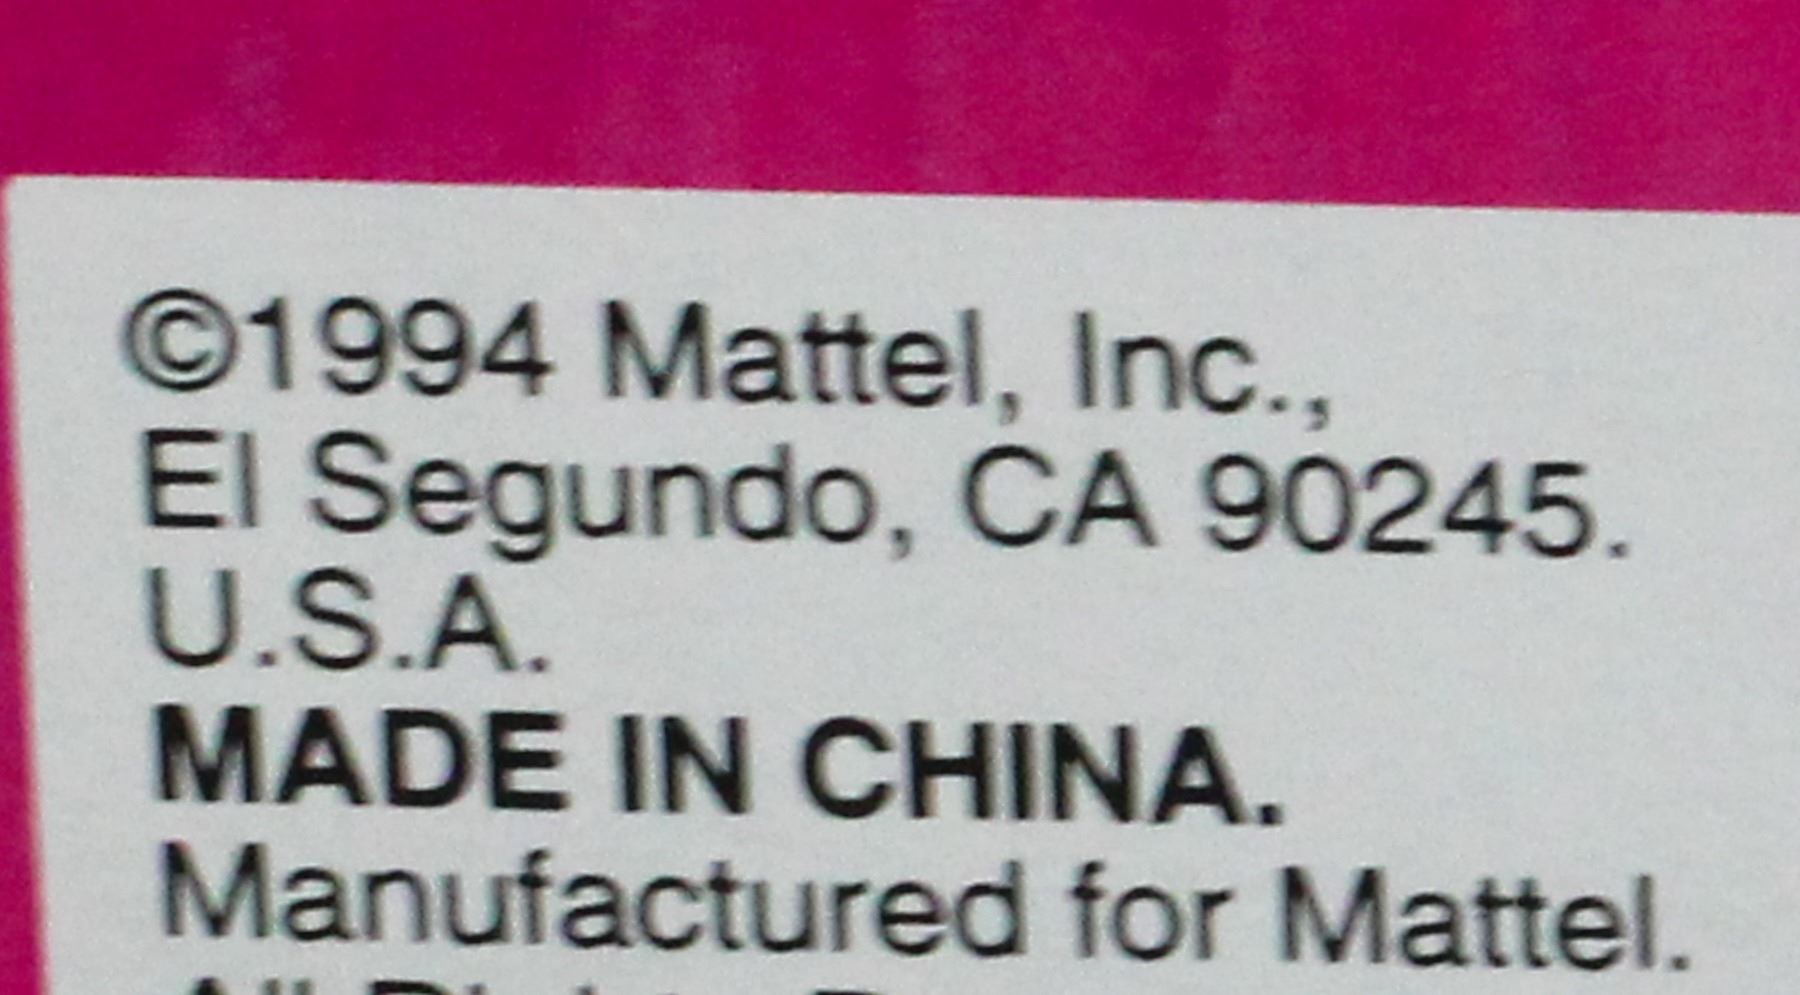 ©1994 Mattel, Inc.,
El Segundo, CA 90245.
U.S.A.
MADE IN CHINA.
Manufactured for Mattel.